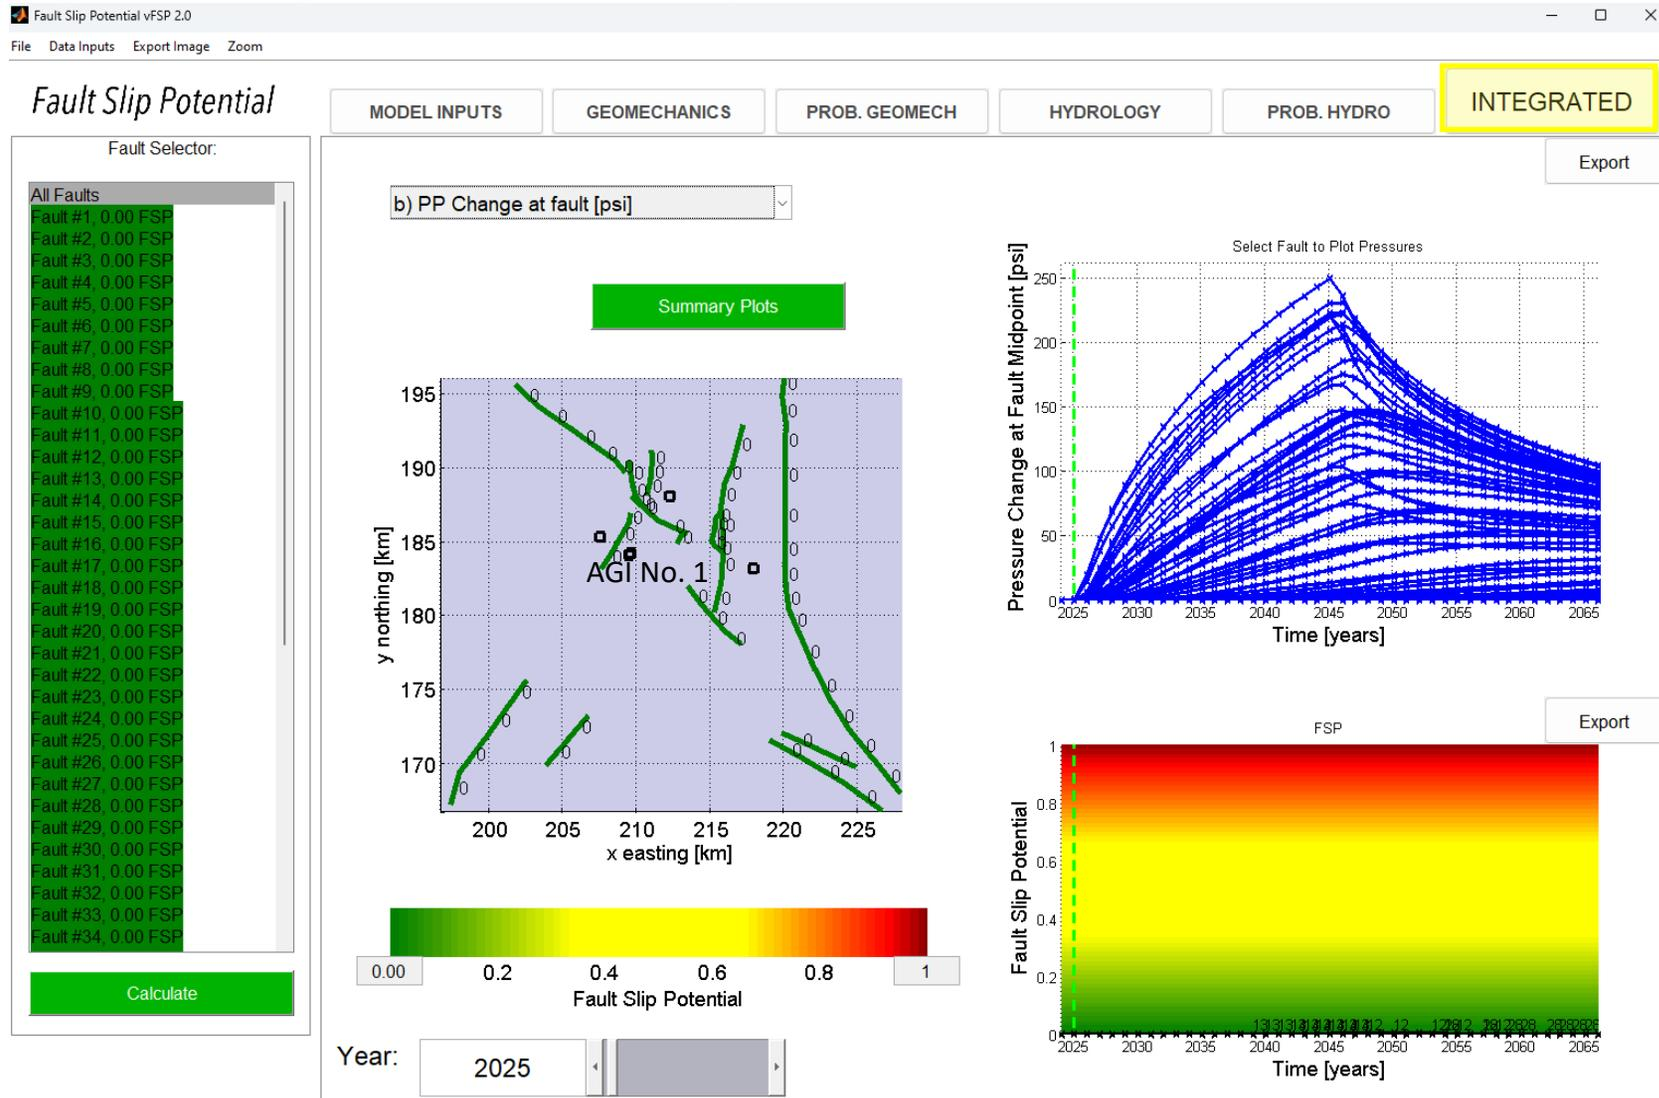 Fault Slip Potential vFSP 2.0
File Data Inputs Export Image Zoom
Fault Slip Potential
MODEL INPUTS GEOMECHANICS PROB. GEOMECH HYDROLOGY PROB. HYDRO INTEGRATED
Fault Selector:
All Faults
Fault #1, 0.00 FSP
Fault #2, 0.00 FSP
Fault #3, 0.00 FSP
Fault #4, 0.00 FSP
Fault #5, 0.00 FSP
Fault #6, 0.00 FSP
Fault #7, 0.00 FSP
Fault #8, 0.00 FSP
Fault #9, 0.00 FSP
Fault #10, 0.00 FSP
Fault #11, 0.00 FSP
Fault #12, 0.00 FSP
Fault #13, 0.00 FSP
Fault #14, 0.00 FSP
Fault #15, 0.00 FSP
Fault #16, 0.00 FSP
Fault #17, 0.00 FSP
Fault #18, 0.00 FSP
Fault #19, 0.00 FSP
Fault #20, 0.00 FSP
Fault #21, 0.00 FSP
Fault #22, 0.00 FSP
Fault #23, 0.00 FSP
Fault #24, 0.00 FSP
Fault #25, 0.00 FSP
Fault #26, 0.00 FSP
Fault #27, 0.00 FSP
Fault #28, 0.00 FSP
Fault #29, 0.00 FSP
Fault #30, 0.00 FSP
Fault #31, 0.00 FSP
Fault #32, 0.00 FSP
Fault #33, 0.00 FSP
Fault #34, 0.00 FSP
Calculate
b) PP Change at fault [psi]
Summary Plots
y northing [km]
195
190
185
180
175
170
AGI No. 1
200 205 210 215 220 225
x easting [km]
0.00 0.2 0.4 0.6 0.8 1
Fault Slip Potential
Year: 2025
Export
Select Fault to Plot Pressures
Pressure Change at Fault Midpoint [psi]
250
200
150
100
50
0
2025 2030 2035 2040 2045 2050 2055 2060 2065
Time [years]
Export
FSP
Fault Slip Potential
1
0.8
0.6
0.4
0.2
0
2025 2030 2035 2040 2045 2050 2055 2060 2065
Time [years]